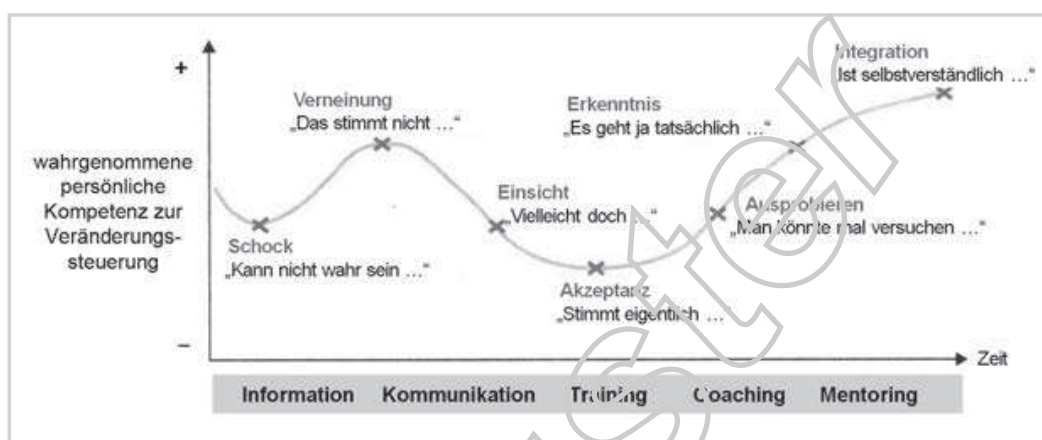 +
Integration
„Ist selbstverständlich ...“
Verneinung
„Das stimmt nicht ...“
Erkenntnis
„Es geht ja tatsächlich ...“
wahrgenommene
persönliche
Kompetenz zur
Veränderungs-
steuerung
Einsicht
„Vielleicht doch ...“
Ausprobieren
„Man könnte mal versuchen ...“
Schock
„Kann nicht wahr sein ...“
Akzeptanz
„Stimmt eigentlich ...“
–
Zeit
Information Kommunikation Training Coaching Mentoring